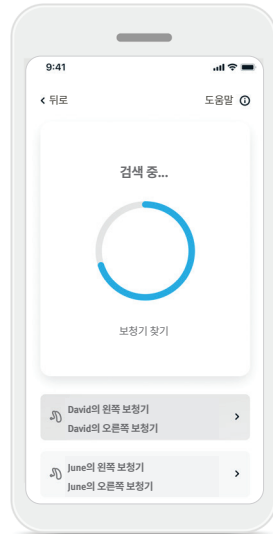 9:41
뒤로
도움말
검색 중...
보청기 찾기
David의 왼쪽 보청기
David의 오른쪽 보청기
June의 왼쪽 보청기
June의 오른쪽 보청기